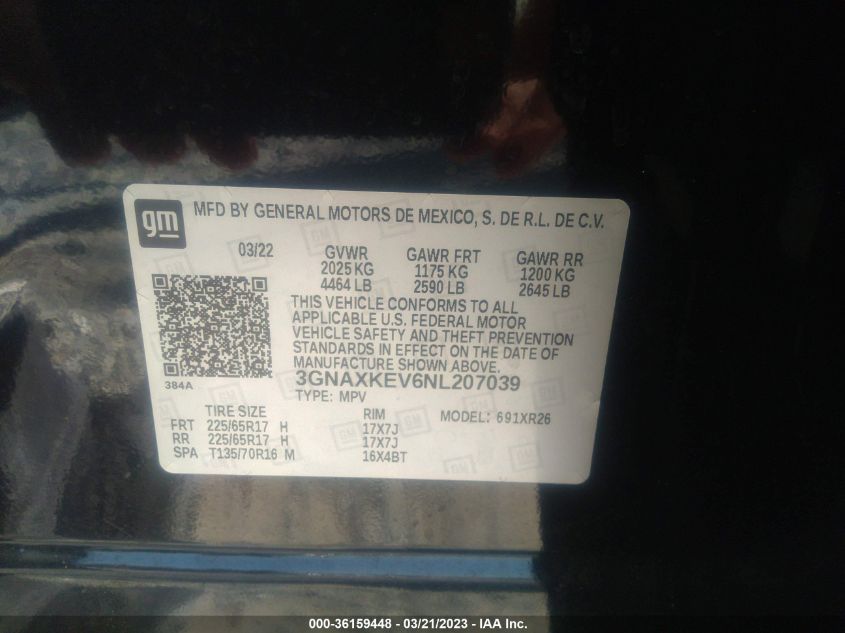 gm
MFD BY GENERAL MOTORS DE MEXICO, S. DE R.L. DE C.V.
03/22 GVWR GAWR FRT GAWR RR
2025 KG 1175 KG 1200 KG
4464 LB 2590 LB 2645 LB
THIS VEHICLE CONFORMS TO ALL
APPLICABLE U.S. FEDERAL MOTOR
VEHICLE SAFETY AND THEFT PREVENTION
STANDARDS IN EFFECT ON THE DATE OF
MANUFACTURE SHOWN ABOVE.
384A
3GNAXKEV6NL207039
TYPE: MPV
TIRE SIZE RIM MODEL: 691XR26
FRT 225/65R17 H 17X7J
RR 225/65R17 H 17X7J
SPA T135/70R16 M 16X4BT
000-36159448 - 03/21/2023 - IAA Inc.